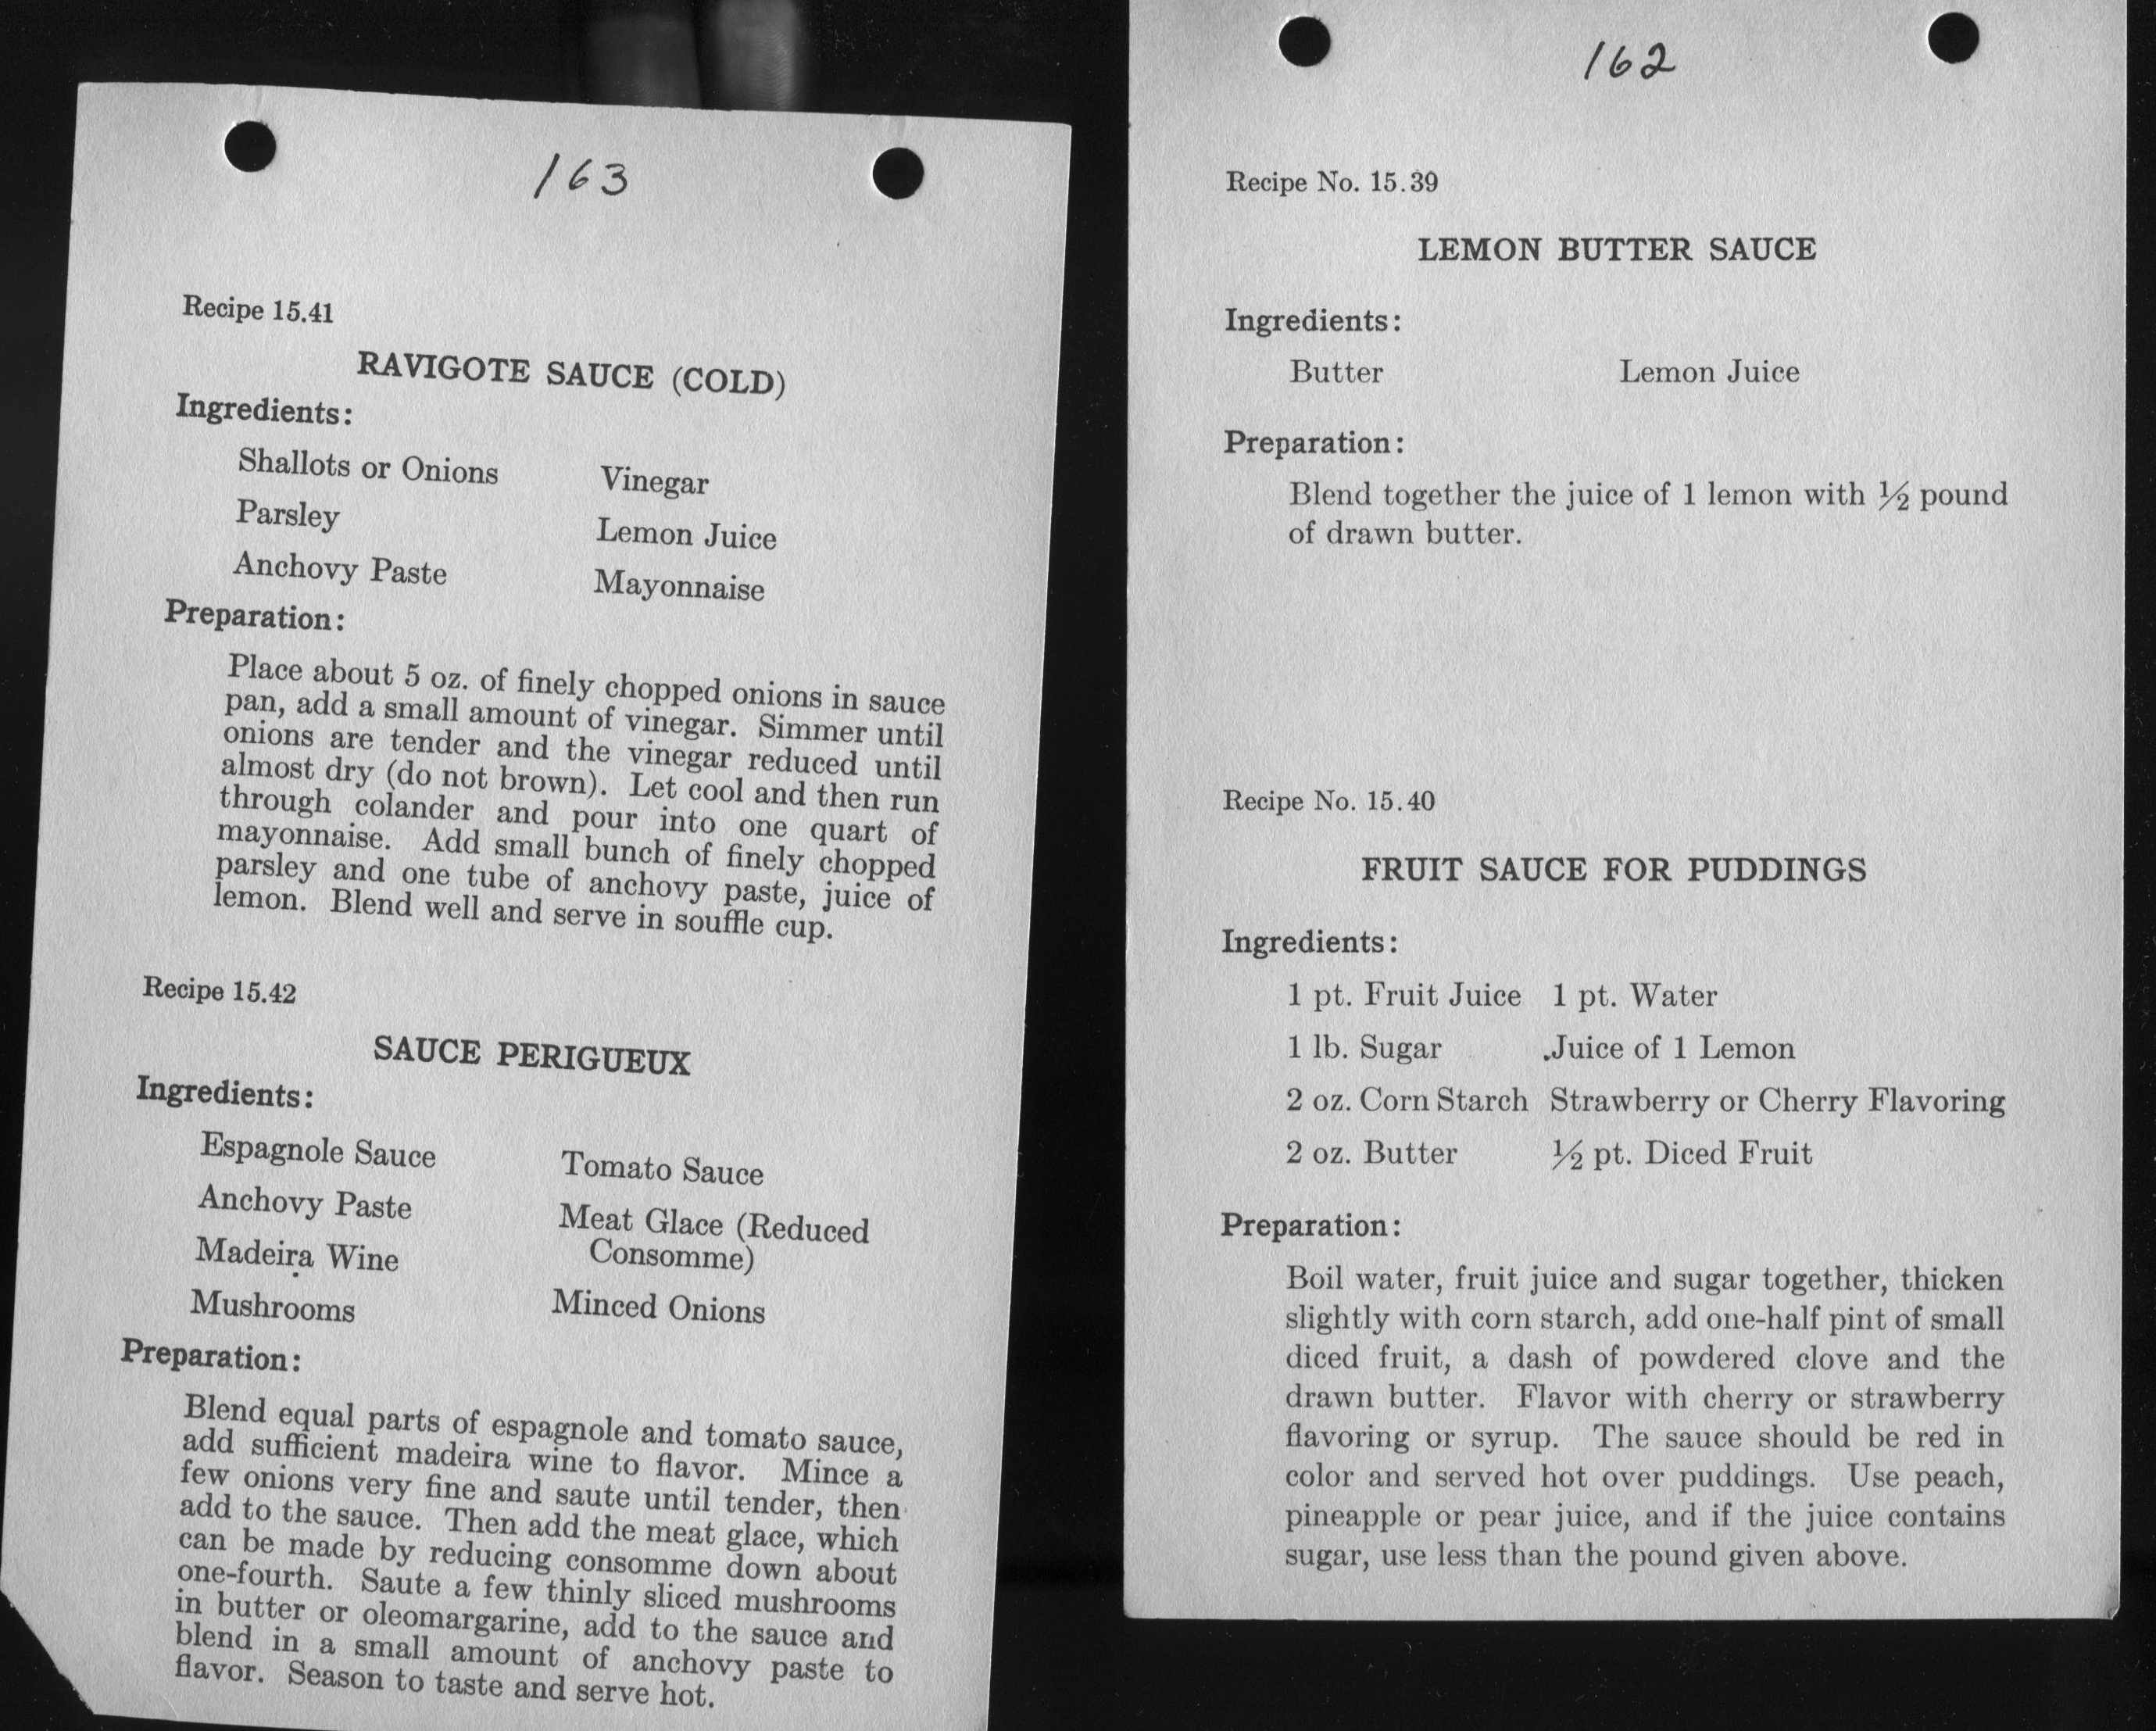 163
Recipe 15.41
RAVIGOTE SAUCE (COLD)
Ingredients:
Shallots or Onions Vinegar
Parsley Lemon Juice
Anchovy Paste Mayonnaise
Preparation:
Place about 5 oz. of finely chopped onions in sauce
pan, add a small amount of vinegar. Simmer until
onions are tender and the vinegar reduced until
almost dry (do not brown). Let cool and then run
through colander and pour into one quart of
mayonnaise. Add small bunch of finely chopped
parsley and one tube of anchovy paste, juice of
lemon. Blend well and serve in souffle cup.
Recipe 15.42
SAUCE PERIGUEUX
Ingredients:
Espagnole Sauce Tomato Sauce
Anchovy Paste Meat Glace (Reduced
Consomme)
Madeira Wine
Mushrooms Minced Onions
Preparation:
Blend equal parts of espagnole and tomato sauce,
add sufficient madeira wine to flavor. Mince a
few onions very fine and saute until tender, then
add to the sauce. Then add the meat glace, which
can be made by reducing consomme down about
one-fourth. Saute a few thinly sliced mushrooms
in butter or oleomargarine, add to the sauce and
blend in a small amount of anchovy paste to
flavor. Season to taste and serve hot.
162
Recipe No. 15.39
LEMON BUTTER SAUCE
Ingredients:
Butter Lemon Juice
Preparation:
Blend together the juice of 1 lemon with ½ pound
of drawn butter.
Recipe No. 15.40
FRUIT SAUCE FOR PUDDINGS
Ingredients:
1 pt. Fruit Juice 1 pt. Water
1 lb. Sugar Juice of 1 Lemon
2 oz. Corn Starch Strawberry or Cherry Flavoring
2 oz. Butter ½ pt. Diced Fruit
Preparation:
Boil water, fruit juice and sugar together, thicken
slightly with corn starch, add one-half pint of small
diced fruit, a dash of powdered clove and the
drawn butter. Flavor with cherry or strawberry
flavoring or syrup. The sauce should be red in
color and served hot over puddings. Use peach,
pineapple or pear juice, and if the juice contains
sugar, use less than the pound given above.